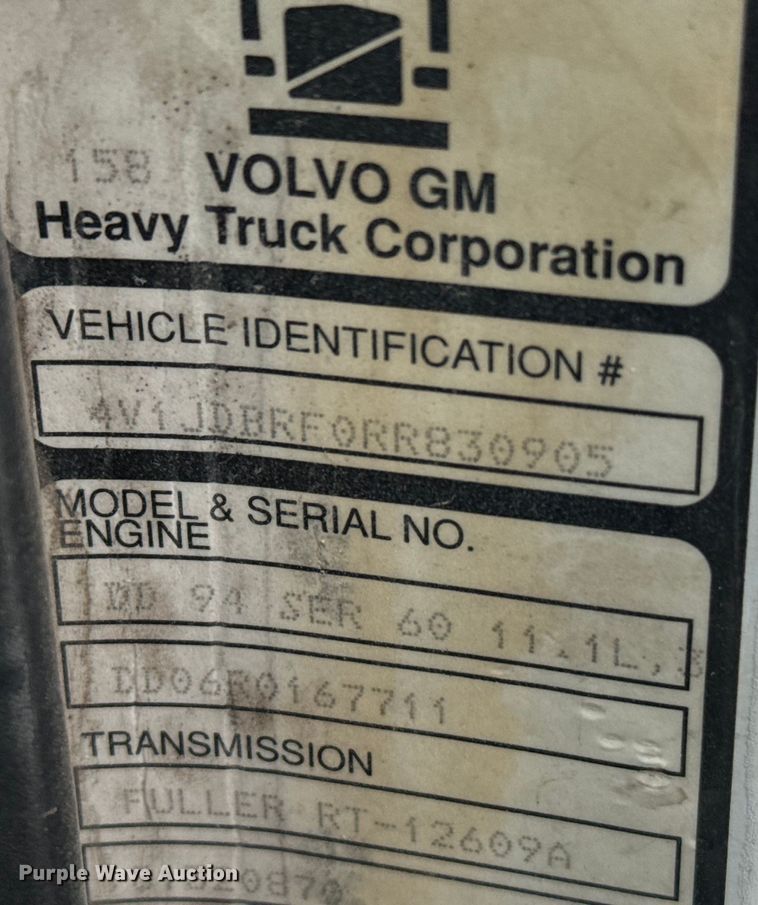 158 VOLVO GM
Heavy Truck Corporation
VEHICLE IDENTIFICATION #
4V1JDBRF0RR830905
MODEL & SERIAL NO.
ENGINE
DD 94 SER 60 11.1L,3
DD06R0167711
TRANSMISSION
FULLER RT-12609A
Purple Wave Auction